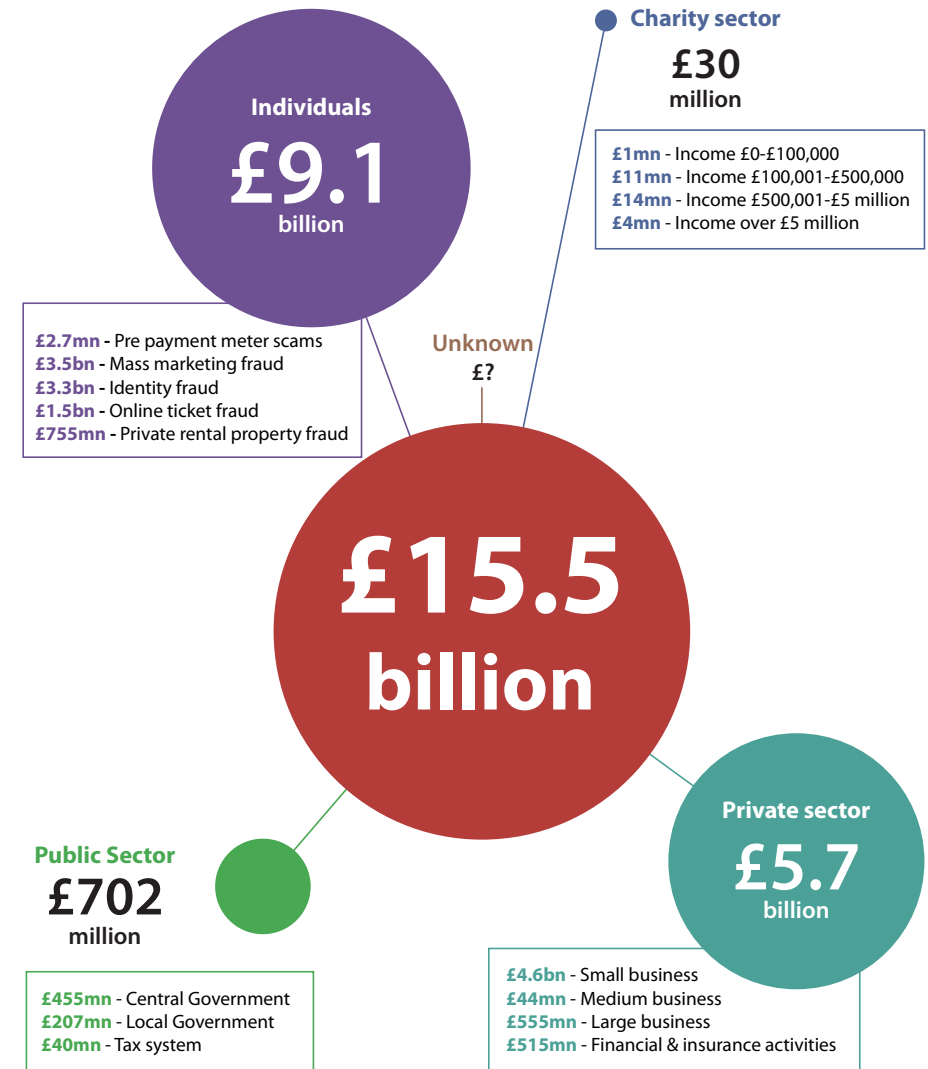 Individuals
£9.1
billion
£2.7mn - Pre payment meter scams
£3.5bn - Mass marketing fraud
£3.3bn - Identity fraud
£1.5bn - Online ticket fraud
£755mn - Private rental property fraud
Charity sector
£30
million
£1mn - Income £0-£100,000
£11mn - Income £100,001-£500,000
£14mn - Income £500,001-£5 million
£4mn - Income over £5 million
Unknown
£?
£15.5
billion
Public Sector
£702
million
£455mn - Central Government
£207mn - Local Government
£40mn - Tax system
Private sector
£5.7
billion
£4.6bn - Small business
£44mn - Medium business
£555mn - Large business
£515mn - Financial & insurance activities